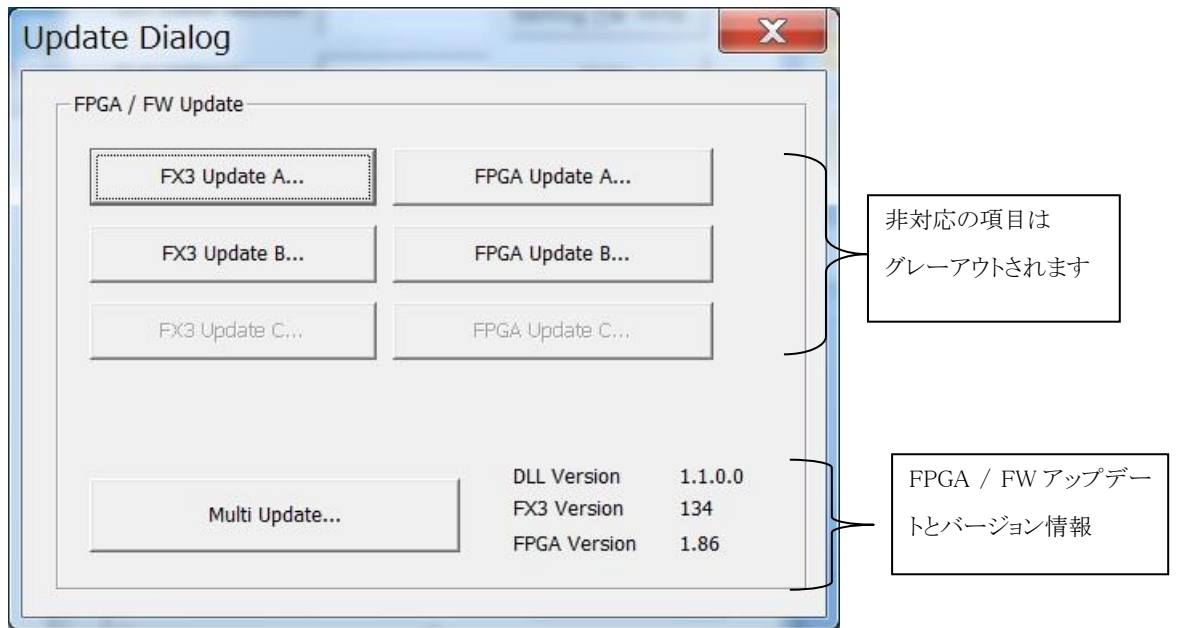 Update Dialog
X
FPGA / FW Update
FX3 Update A...
FPGA Update A...
FX3 Update B...
FPGA Update B...
FX3 Update C...
FPGA Update C...
非対応の項目は
グレーアウトされます
Multi Update...
DLL Version 1.1.0.0
FX3 Version 134
FPGA Version 1.86
FPGA / FW アップデー
トとバージョン情報